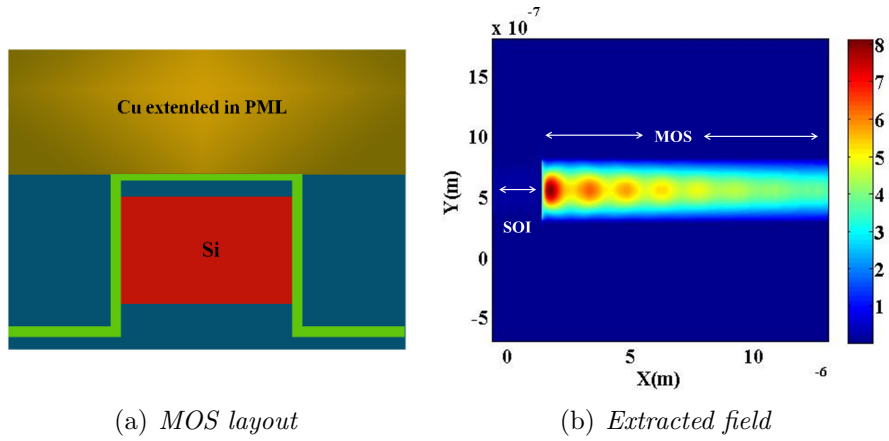 Cu extended in PML
Si
x 10 -7
15
10
5
0
-5
Y(m)
MOS
SOI
0 5 10
X(m)
-6
8
7
6
5
4
3
2
1
(a) MOS layout
(b) Extracted field